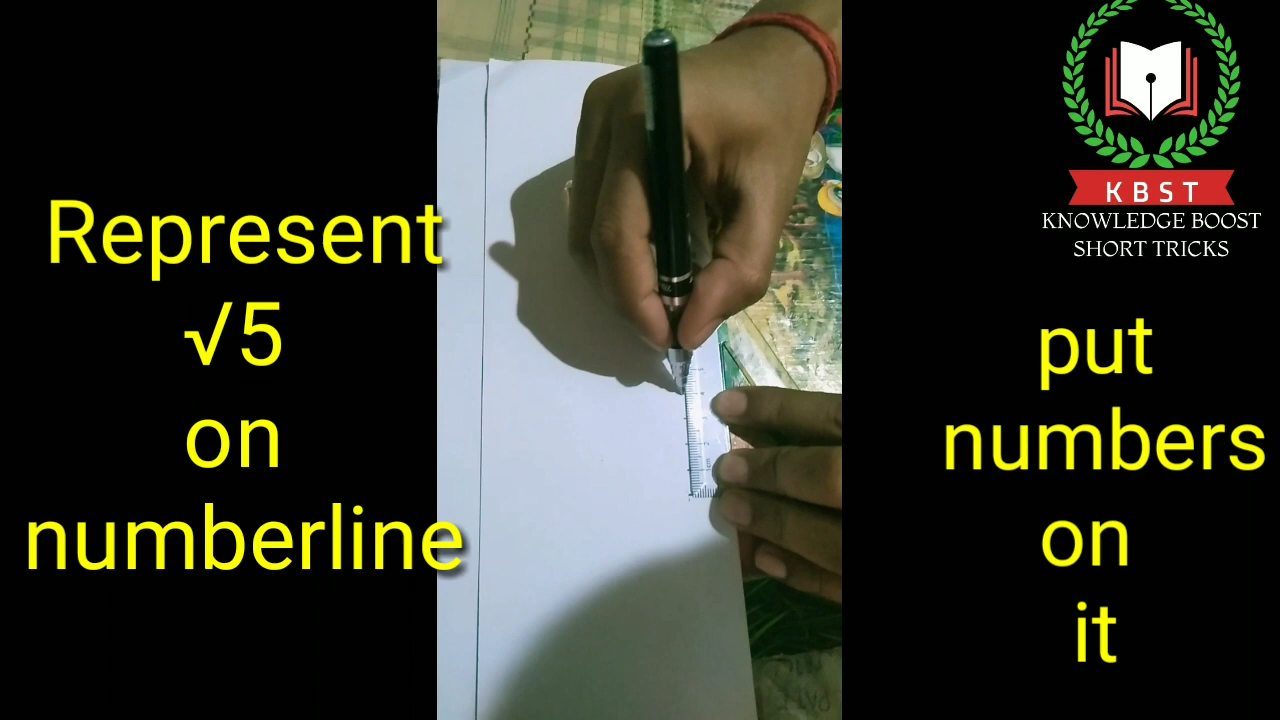 Represent
√5
on
numberline
KBST
KNOWLEDGE BOOST
SHORT TRICKS
put
numbers
on
it